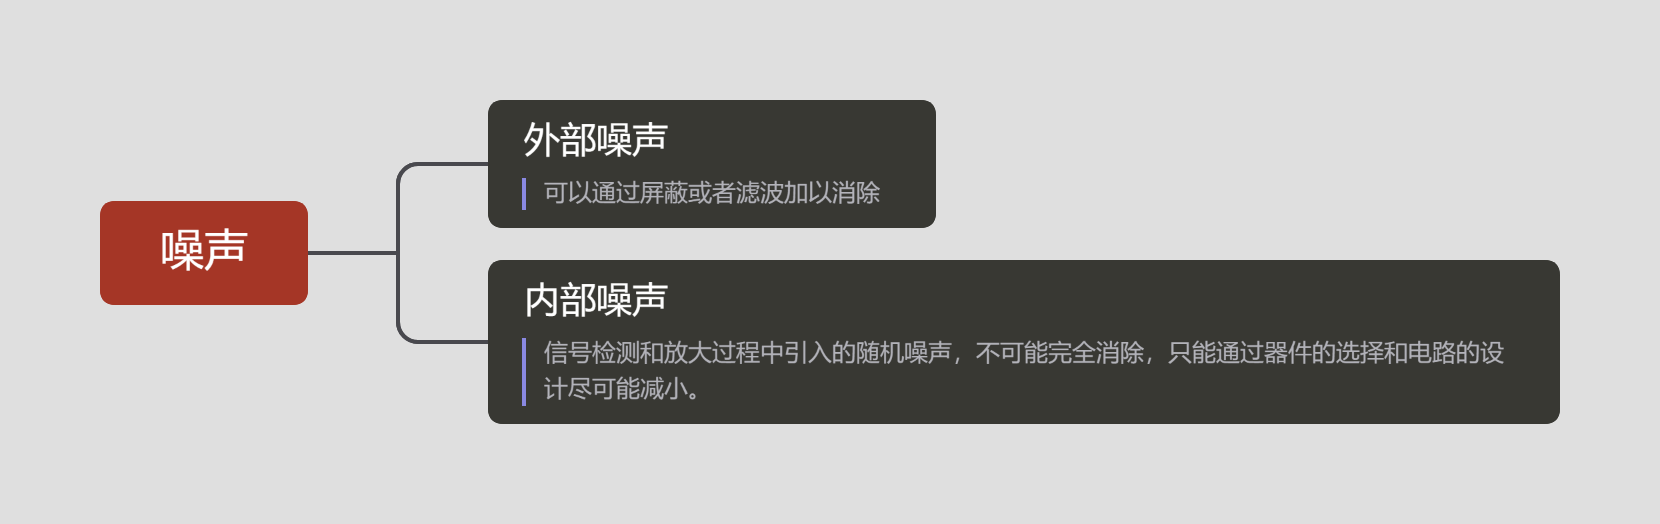 噪声
外部噪声
可以通过屏蔽或者滤波加以消除
内部噪声
信号检测和放大过程中引入的随机噪声，不可能完全消除，只能通过器件的选择和电路的设
计尽可能减小。